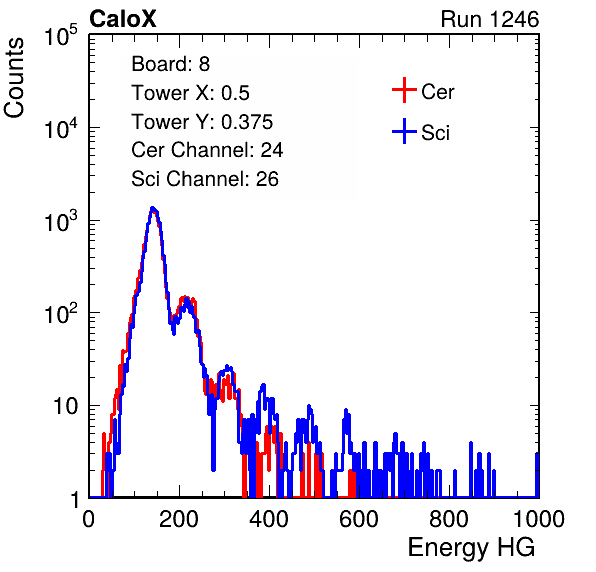 CaloX Run 1246
Counts
10^5
10^4
10^3
10^2
10
1
Board: 8
Tower X: 0.5
Tower Y: 0.375
Cer Channel: 24
Sci Channel: 26
Cer
Sci
0 200 400 600 800 1000
Energy HG